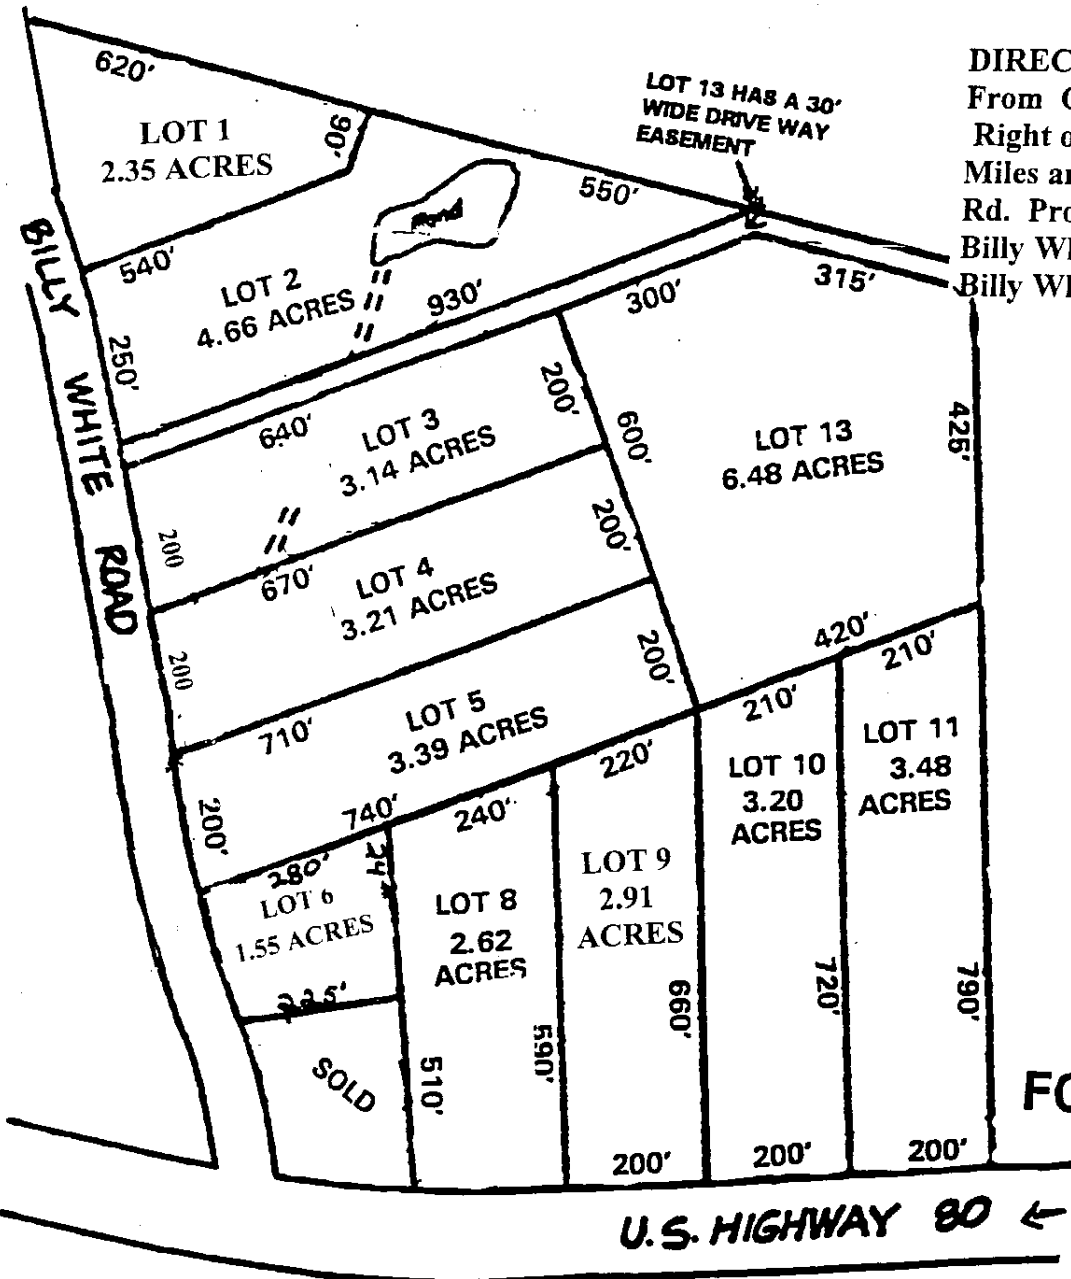 620'
LOT 1
2.35 ACRES
90'
LOT 13 HAS A 30'
WIDE DRIVE WAY
EASEMENT
DIREC
From
Right o
Miles an
Rd. Pro
Billy Wh
Billy Wh
Pond
550'
540'
BILLY WHITE ROAD
LOT 2
4.66 ACRES
930'
300'
315'
250'
640'
LOT 3
3.14 ACRES
200'
600'
LOT 13
6.48 ACRES
425'
200
670'
LOT 4
3.21 ACRES
200'
200
710'
LOT 5
3.39 ACRES
200'
420'
210'
210'
200'
740'
240'
220'
280'
LOT 6
1.55 ACRES
LOT 8
2.62
ACRES
LOT 9
2.91
ACRES
LOT 10
3.20
ACRES
LOT 11
3.48
ACRES
225'
SOLD
510'
590'
660'
720'
790'
200'
200'
200'
FO
U.S. HIGHWAY 80 ←